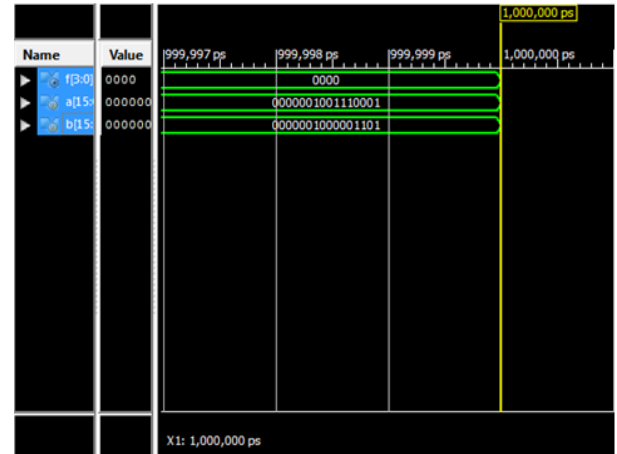 1,000,000 ps
Name Value 999,997 ps 999,998 ps 999,999 ps 1,000,000 ps
f[3:0] 0000 0000
a[15: 000000 0000001001110001
b[15: 000000 0000001000001101
X1: 1,000,000 ps